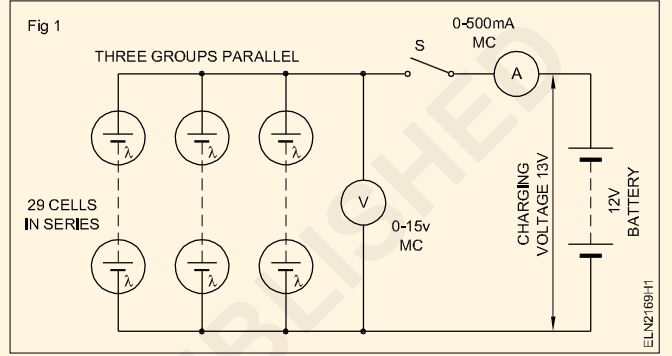 Fig 1
THREE GROUPS PARALLEL
S
0-500mA
MC
A
λ λ λ
29 CELLS
IN SERIES
V
0-15v
MC
CHARGING
VOLTAGE 13V
12V
BATTERY
λ λ λ
ELN2169H1
BLISHED